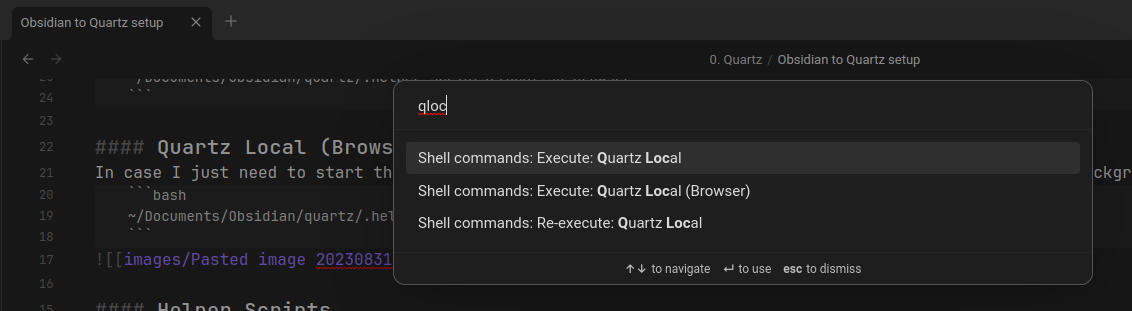 Obsidian to Quartz setup
0. Quartz / Obsidian to Quartz setup
24 ```
23
22 #### Quartz Local (Brows
21 In case I just need to start th ckgr
20 ```bash
19 ~/Documents/Obsidian/quartz/.hel
18 ```
17 ![[images/Pasted image 20230831
16
15 #### Helper Scripts
qloc
Shell commands: Execute: Quartz Local
Shell commands: Execute: Quartz Local (Browser)
Shell commands: Re-execute: Quartz Local
↑↓ to navigate ↵ to use esc to dismiss